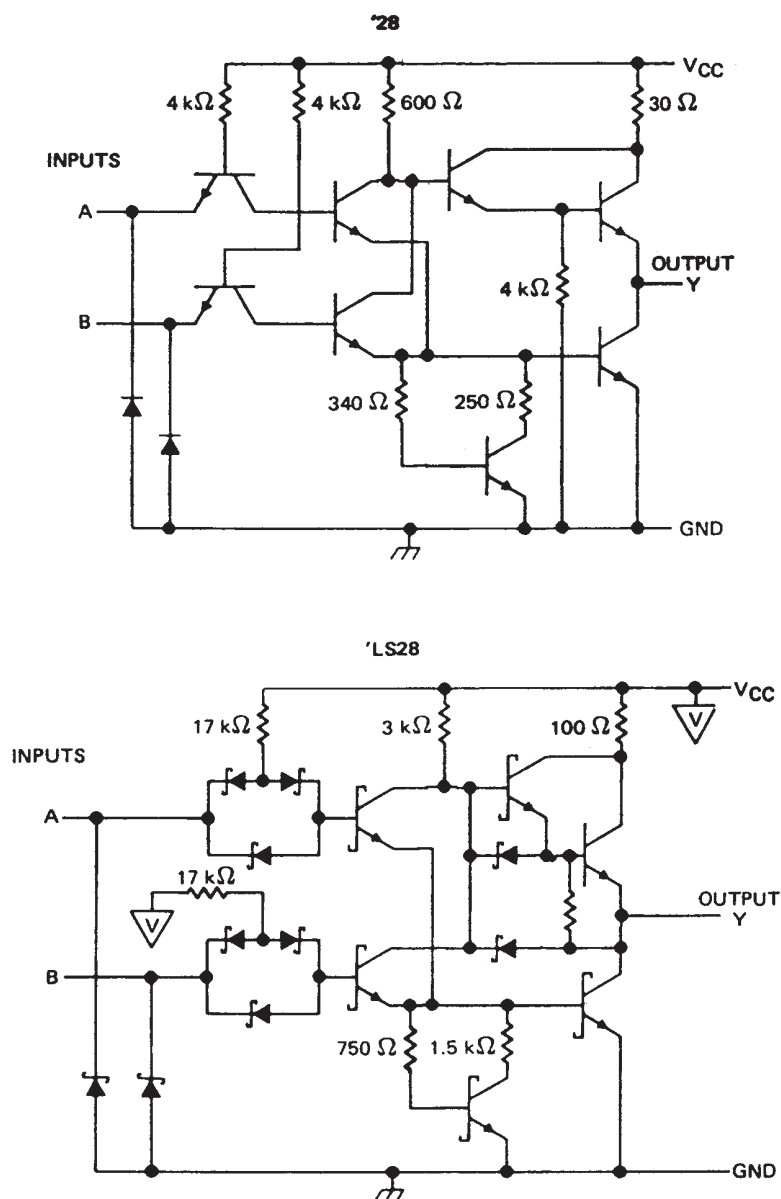 '28
VCC
4 kΩ
4 kΩ
600 Ω
30 Ω
INPUTS
A
OUTPUT
Y
4 kΩ
B
340 Ω
250 Ω
GND
'LS28
VCC
V
17 kΩ
3 kΩ
100 Ω
INPUTS
A
17 kΩ
V
OUTPUT
Y
B
750 Ω
1.5 kΩ
GND